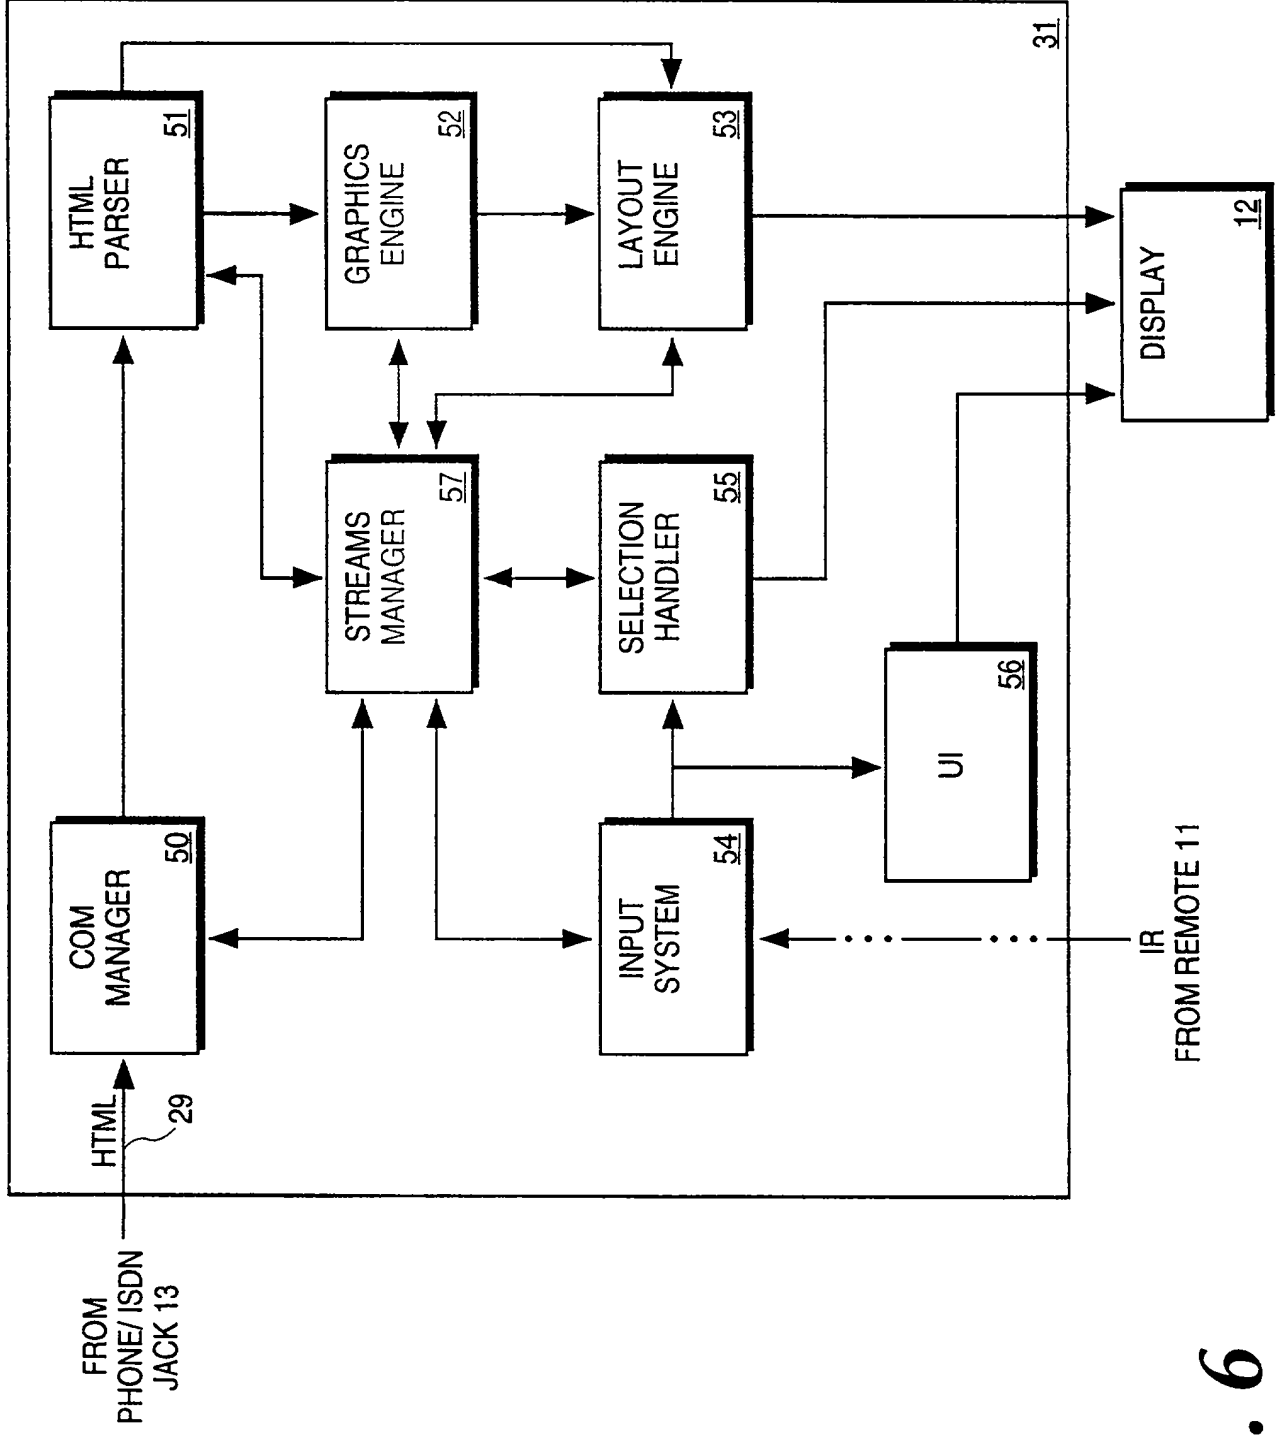 FROM
PHONE/ ISDN
JACK 13
HTML
29
COM
MANAGER
50
HTML
PARSER
51
STREAMS
MANAGER
57
GRAPHICS
ENGINE
52
INPUT
SYSTEM
54
SELECTION
HANDLER
55
LAYOUT
ENGINE
53
UI
56
31
IR
FROM REMOTE 11
DISPLAY
12
. 6